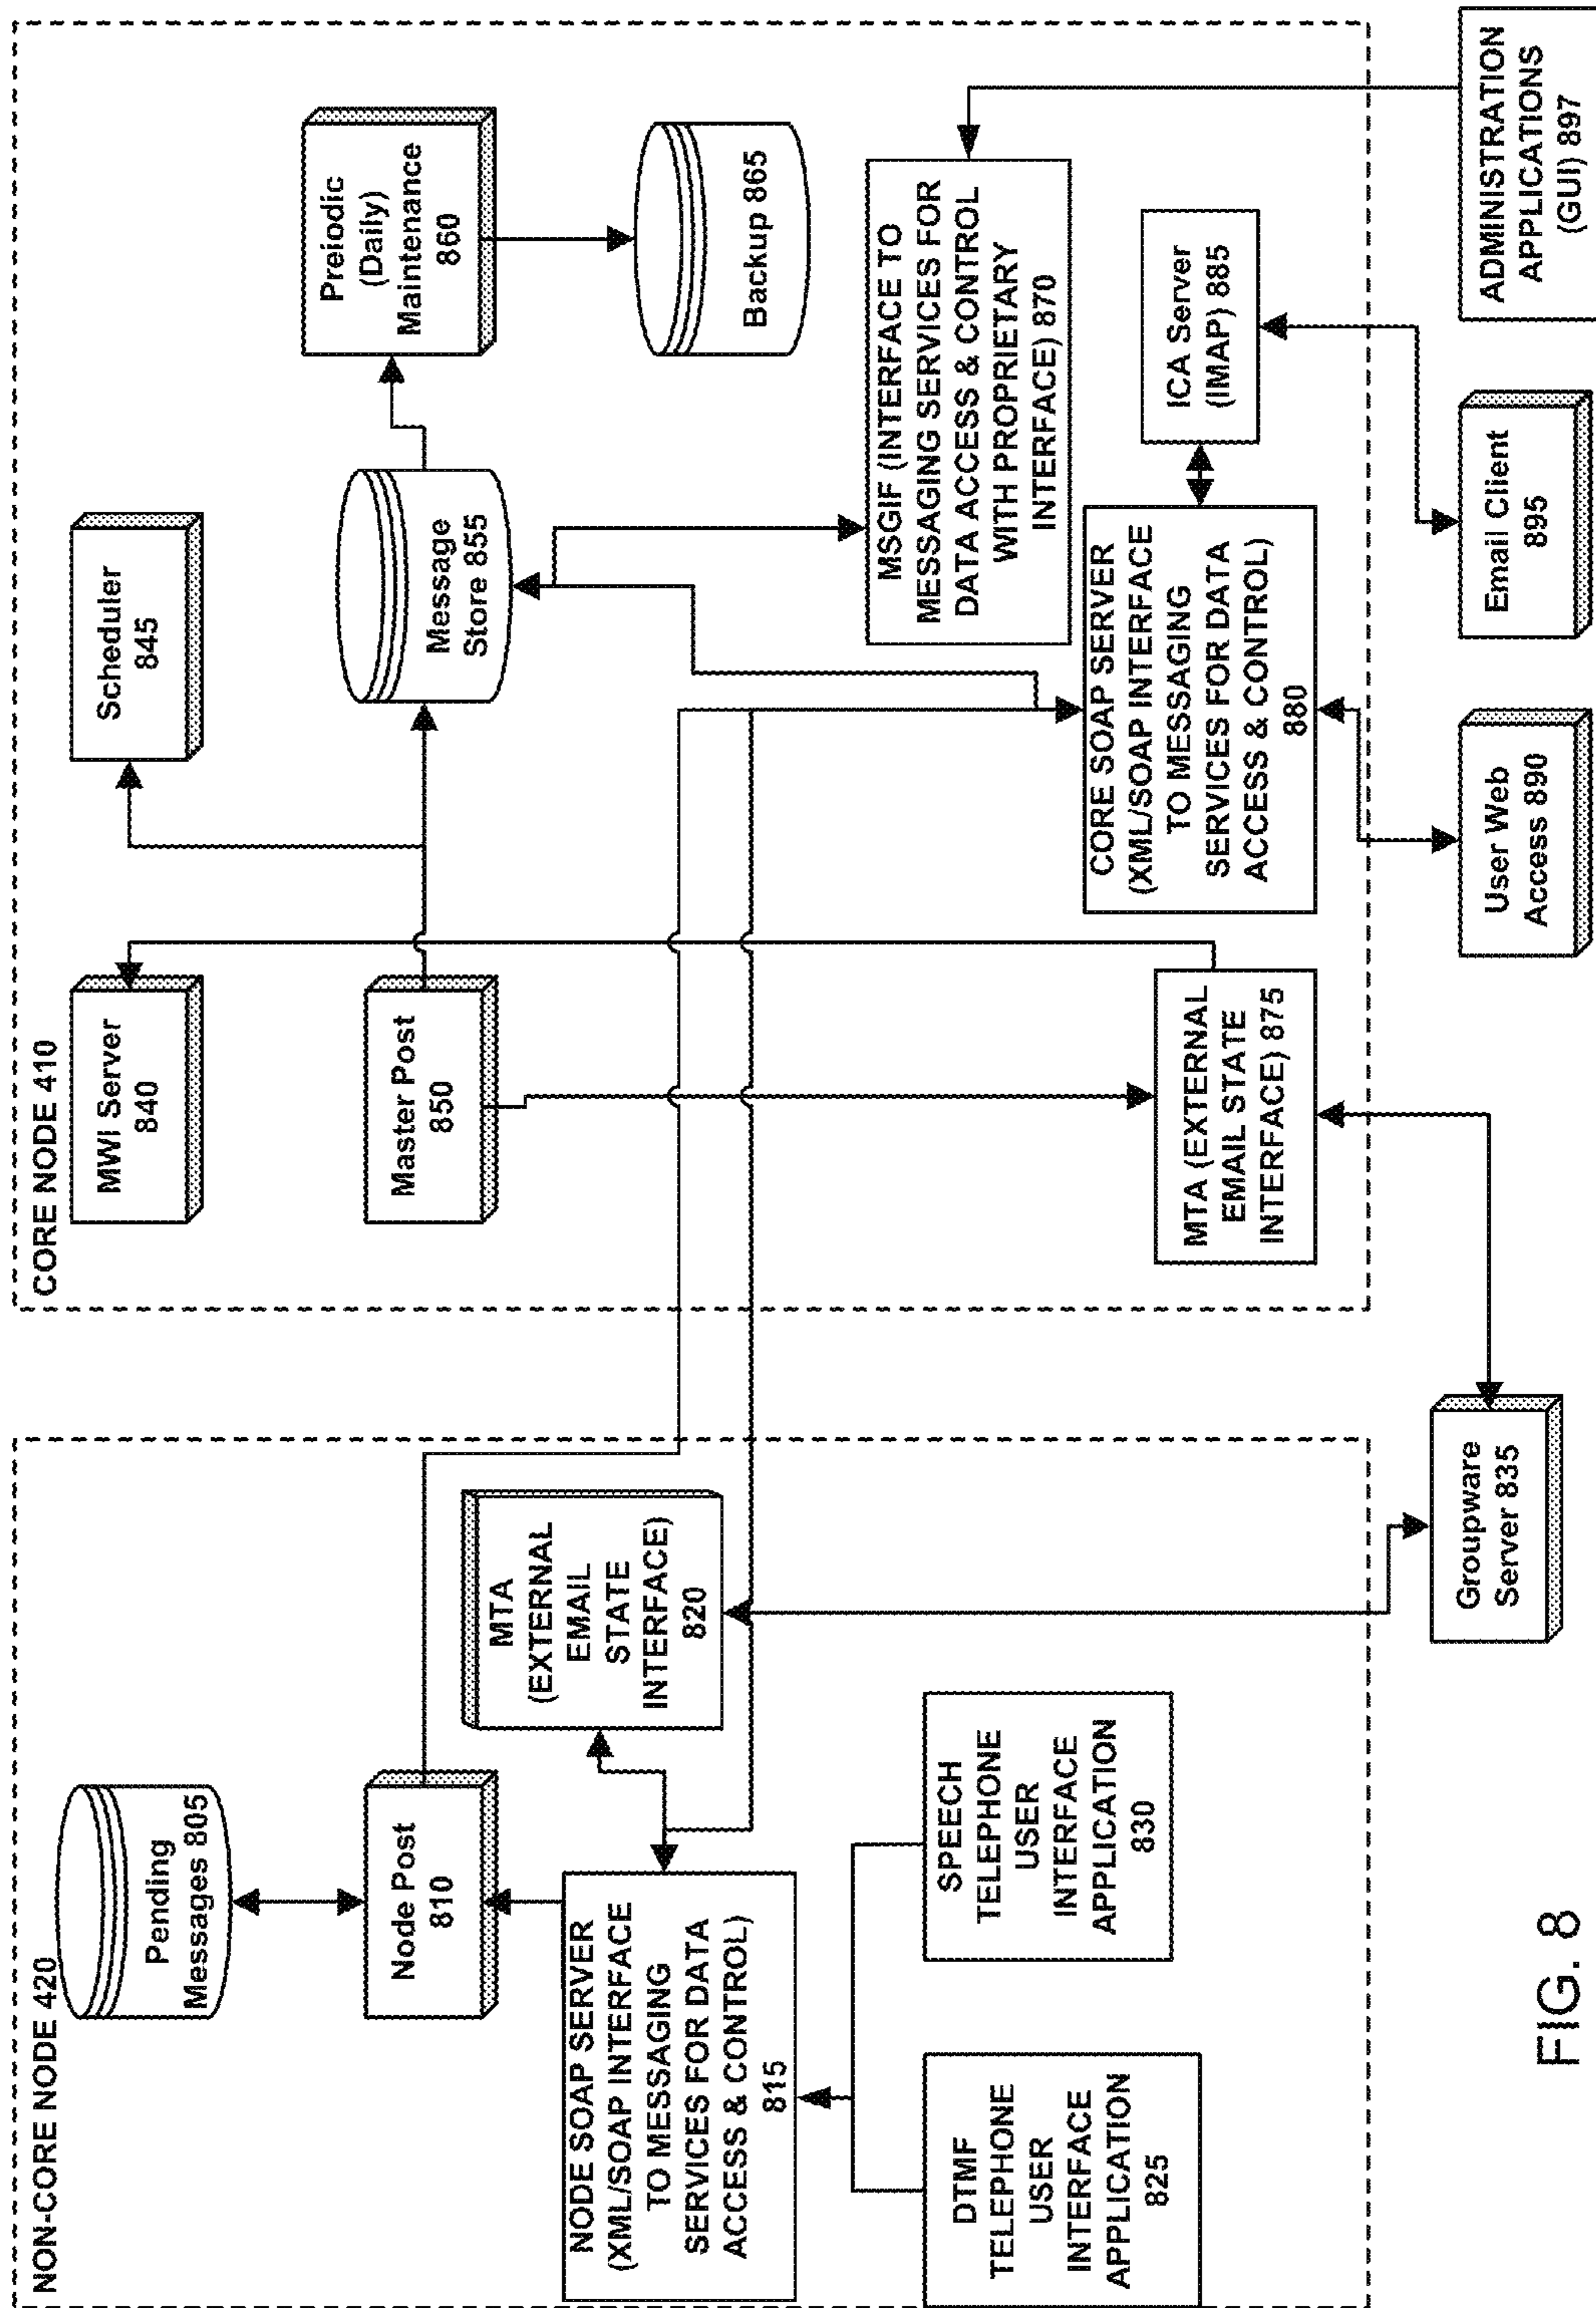 NON-CORE NODE 420
Pending
Messages 805
Node Post
810
NODE SOAP SERVER
(XML/SOAP INTERFACE
TO MESSAGING
SERVICES FOR DATA
ACCESS & CONTROL)
815
MTA
(EXTERNAL
EMAIL
STATE
INTERFACE)
820
DTMF
TELEPHONE
USER
INTERFACE
APPLICATION
825
SPEECH
TELEPHONE
USER
INTERFACE
APPLICATION
830
Groupware
Server 835
CORE NODE 410
MWI Server
840
Scheduler
845
Master Post
850
Message
Store 855
Preiodic
(Daily)
Maintenance
860
Backup 865
MSGIF (INTERFACE TO
MESSAGING SERVICES FOR
DATA ACCESS & CONTROL
WITH PROPRIETARY
INTERFACE) 870
MTA (EXTERNAL
EMAIL STATE
INTERFACE) 875
CORE SOAP SERVER
(XML/SOAP INTERFACE
TO MESSAGING
SERVICES FOR DATA
ACCESS & CONTROL)
880
ICA Server
(IMAP) 885
User Web
Access 890
Email Client
895
ADMINISTRATION
APPLICATIONS
(GUI) 897
FIG. 8